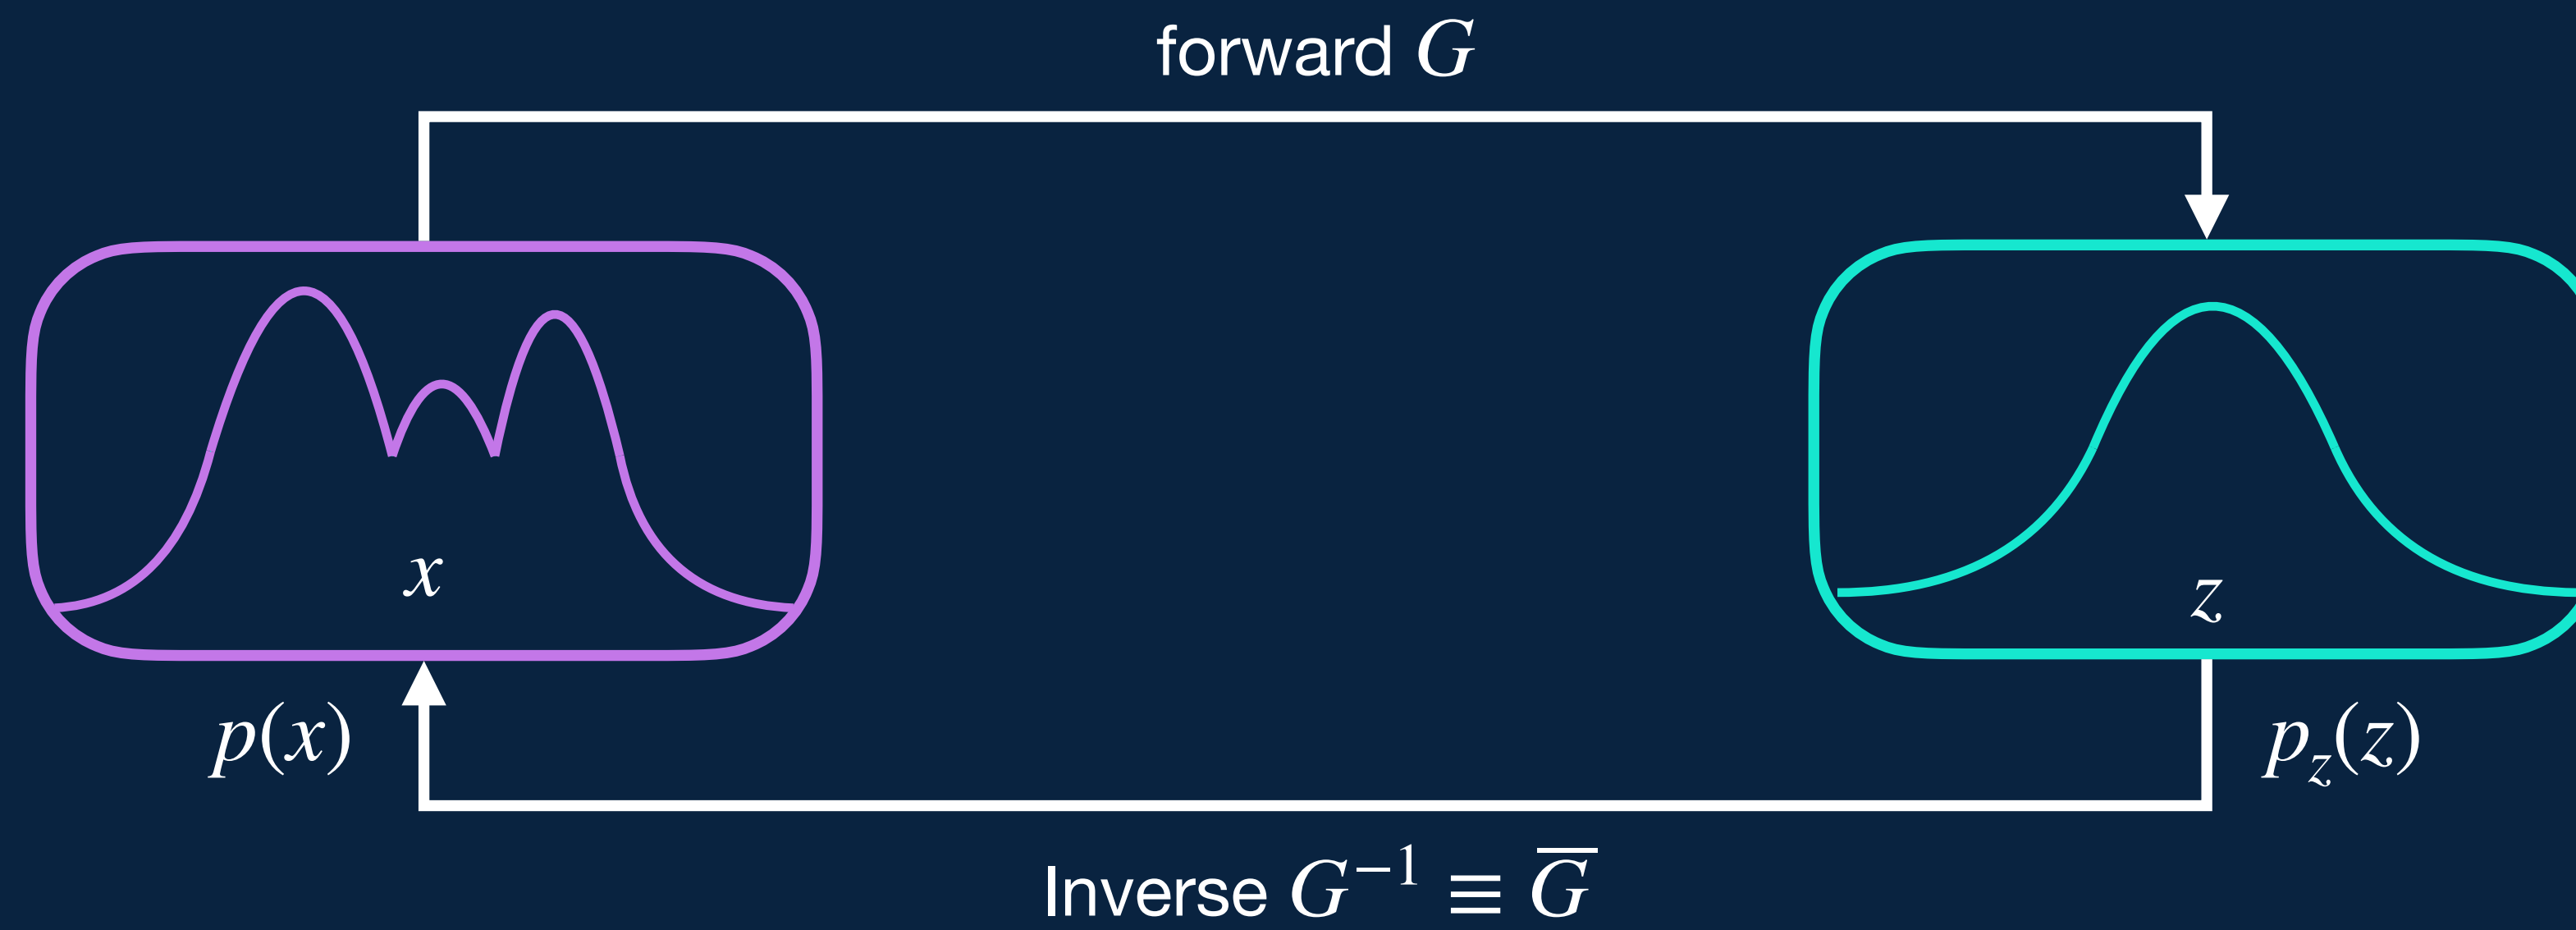 forward G
x
z
p(x)
p_z(z)
Inverse G⁻¹ ≡ G̅